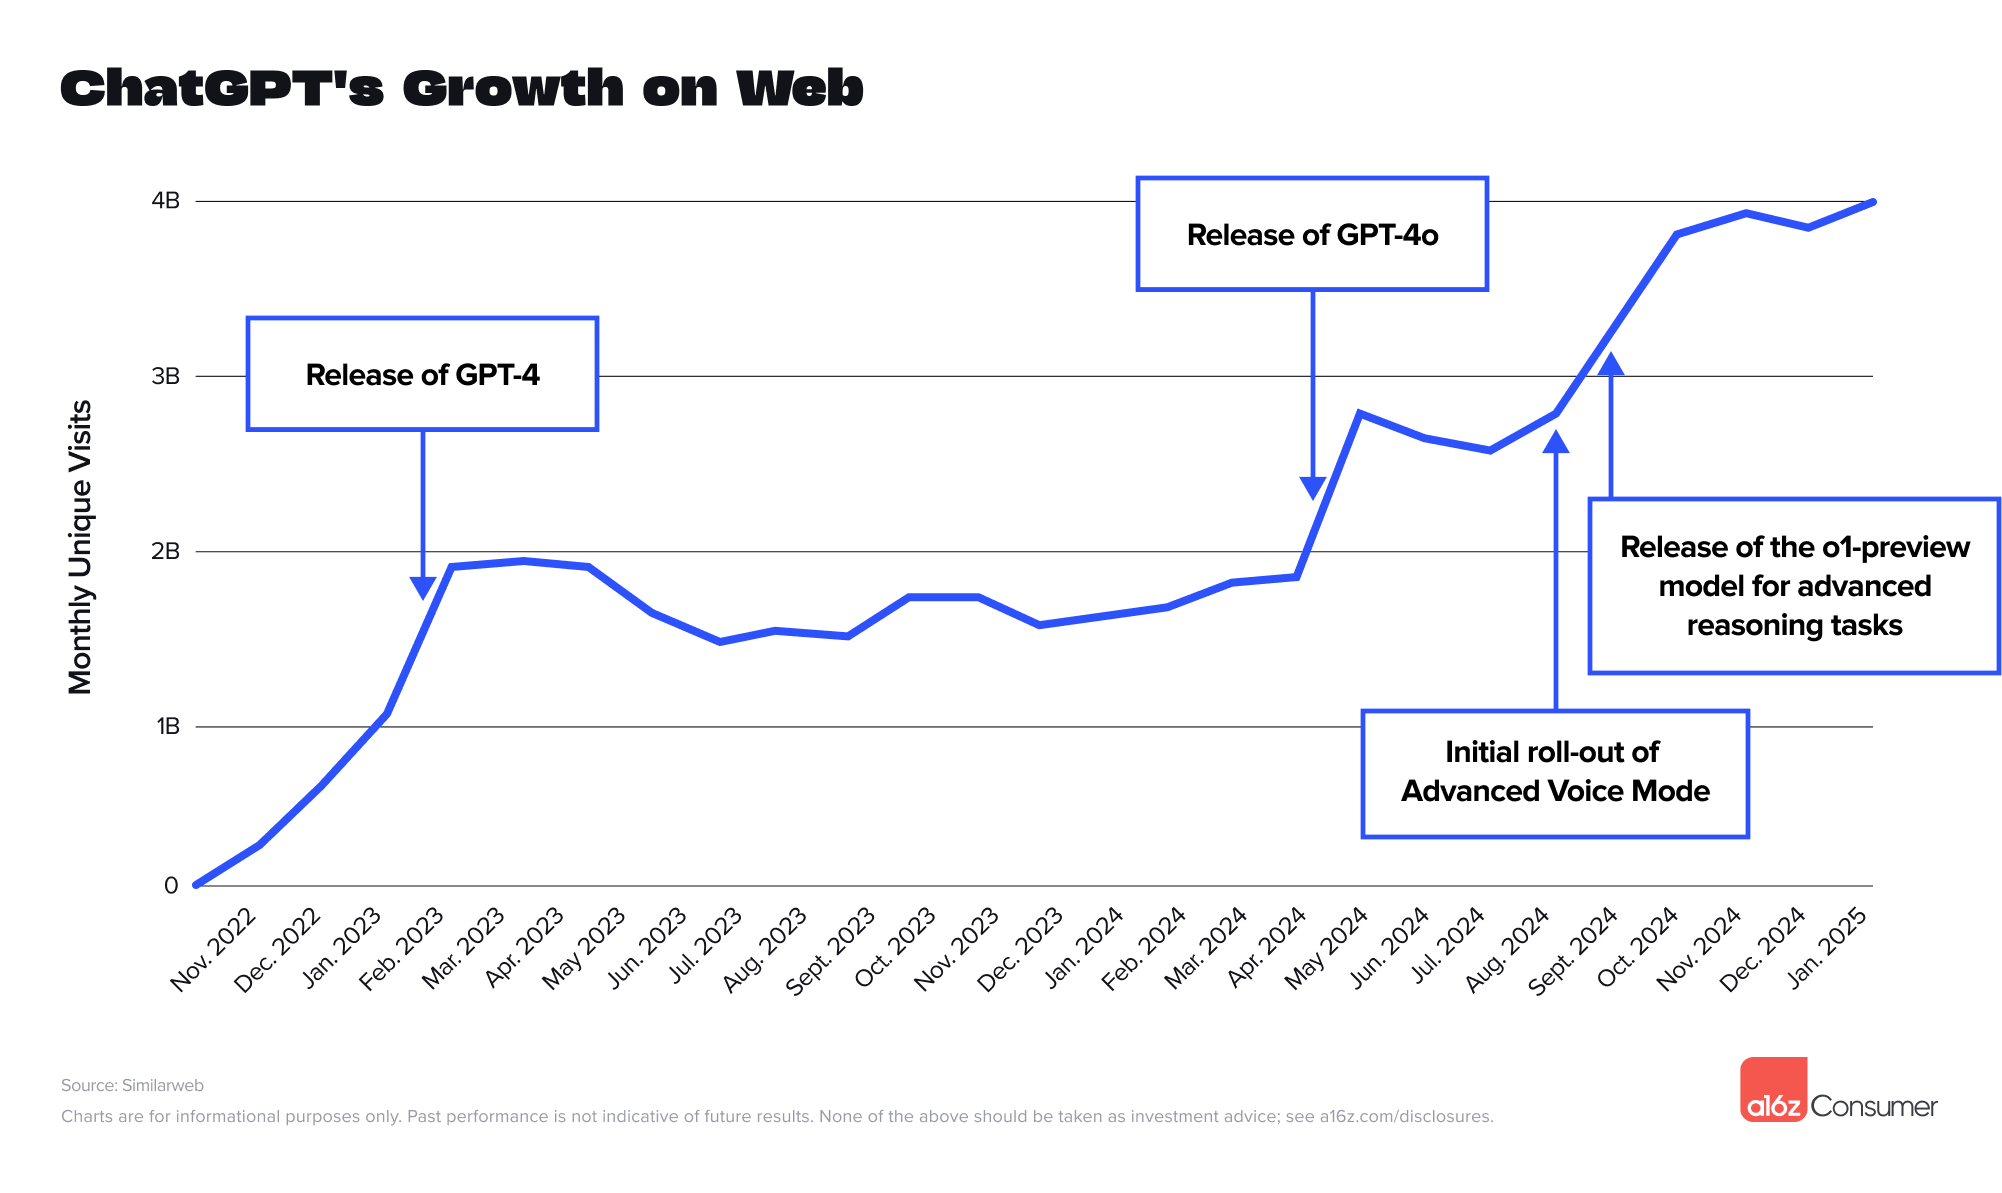 ChatGPT's Growth on Web
Monthly Unique Visits
4B
3B
2B
1B
0
Release of GPT-4
Release of GPT-4o
Release of the o1-preview
model for advanced
reasoning tasks
Initial roll-out of
Advanced Voice Mode
Nov. 2022
Dec. 2022
Jan. 2023
Feb. 2023
Mar. 2023
Apr. 2023
May 2023
Jun. 2023
Jul. 2023
Aug. 2023
Sept. 2023
Oct. 2023
Nov. 2023
Dec. 2023
Jan. 2024
Feb. 2024
Mar. 2024
Apr. 2024
May 2024
Jun. 2024
Jul. 2024
Aug. 2024
Sept. 2024
Oct. 2024
Nov. 2024
Dec. 2024
Jan. 2025
Source: Similarweb
Charts are for informational purposes only. Past performance is not indicative of future results. None of the above should be taken as investment advice; see a16z.com/disclosures.
a16z Consumer